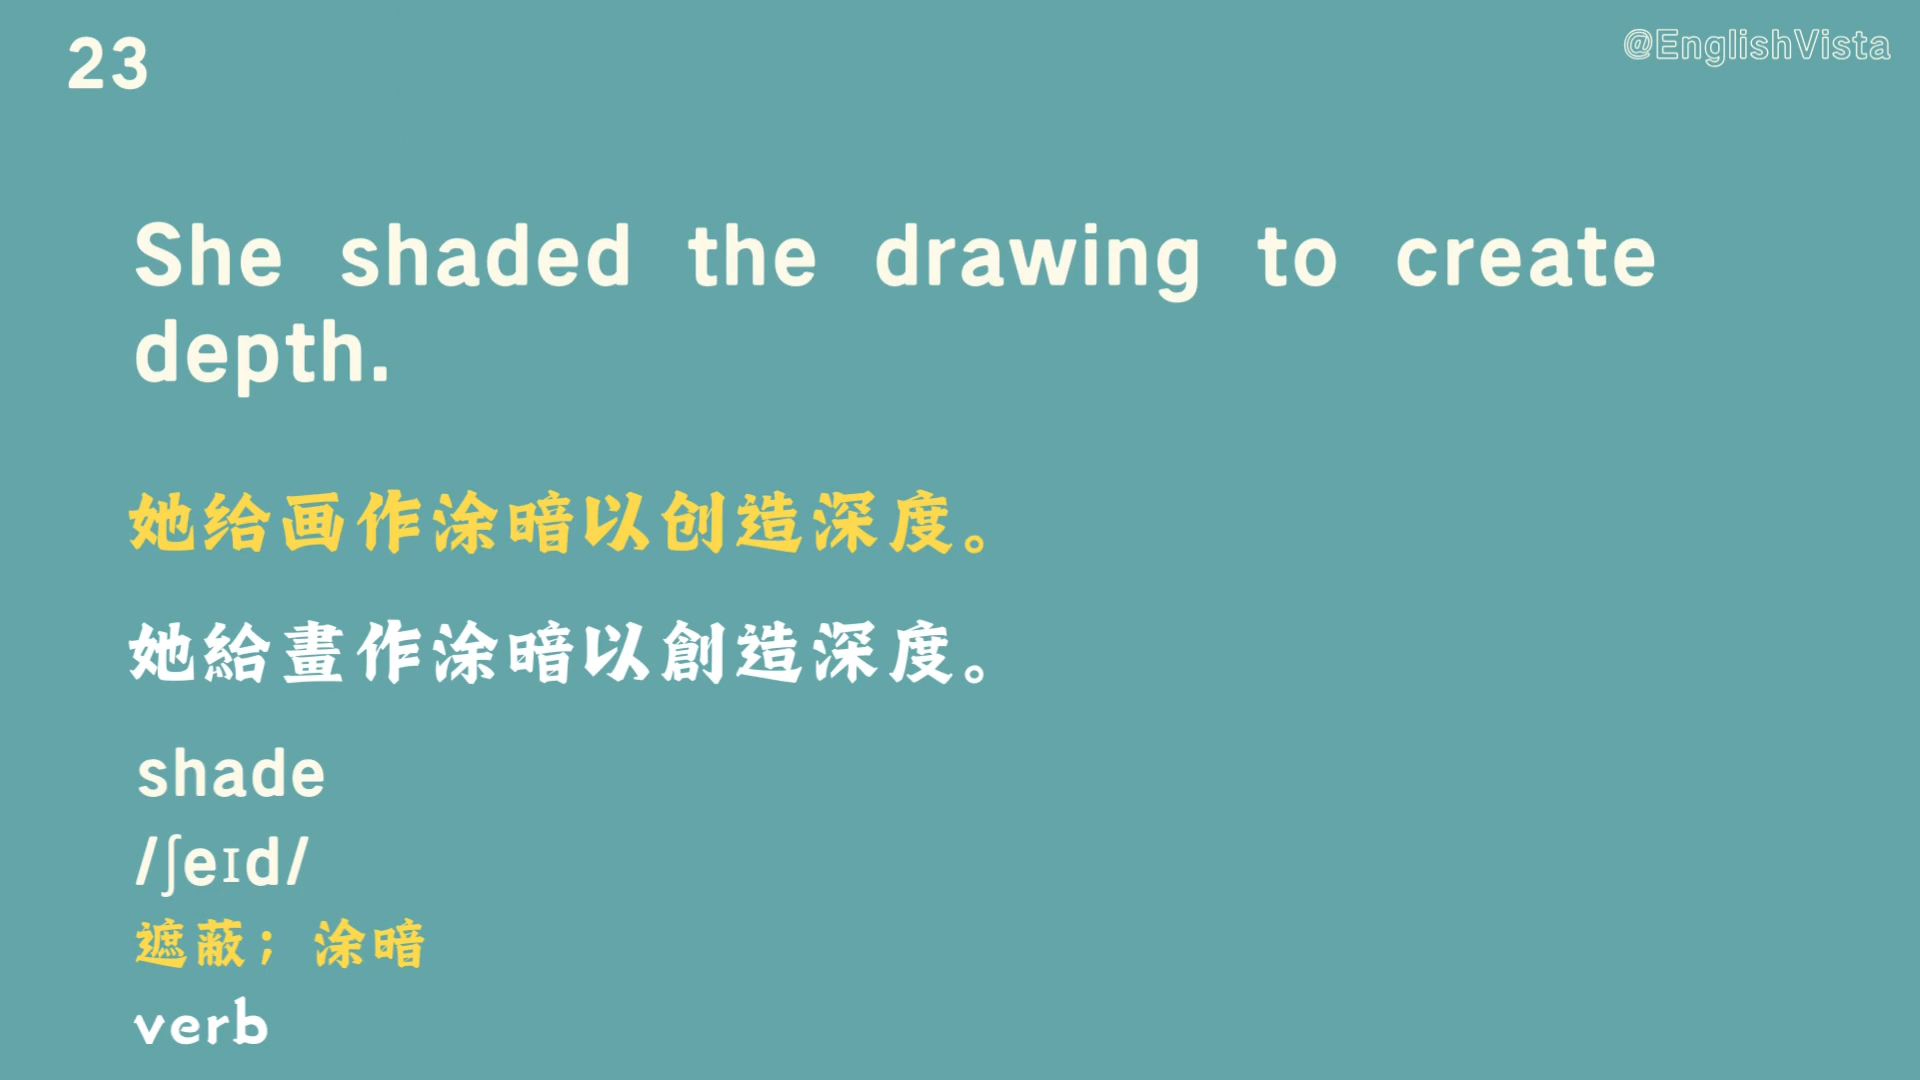 23
@EnglishVista
She shaded the drawing to create
depth.
她给画作涂暗以创造深度。
她給畫作涂暗以創造深度。
shade
/ʃeɪd/
遮蔽；涂暗
verb